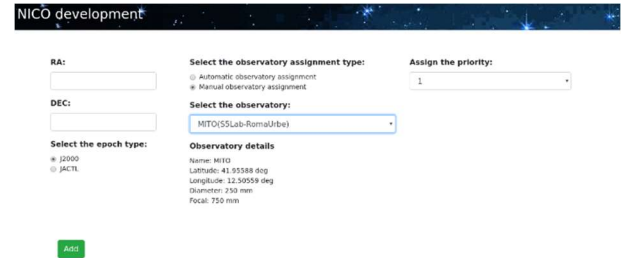 NICO development
RA:
DEC:
Select the epoch type:
J2000
JACTL
Select the observatory assignment type:
Automatic observatory assignment
Manual observatory assignment
Select the observatory:
MITO(S5Lab-RomaUrbe)
Observatory details
Name: MITO
Latitude: 41.95588 deg
Longitude: 12.50559 deg
Diameter: 250 mm
Focal: 750 mm
Assign the priority:
1
Add